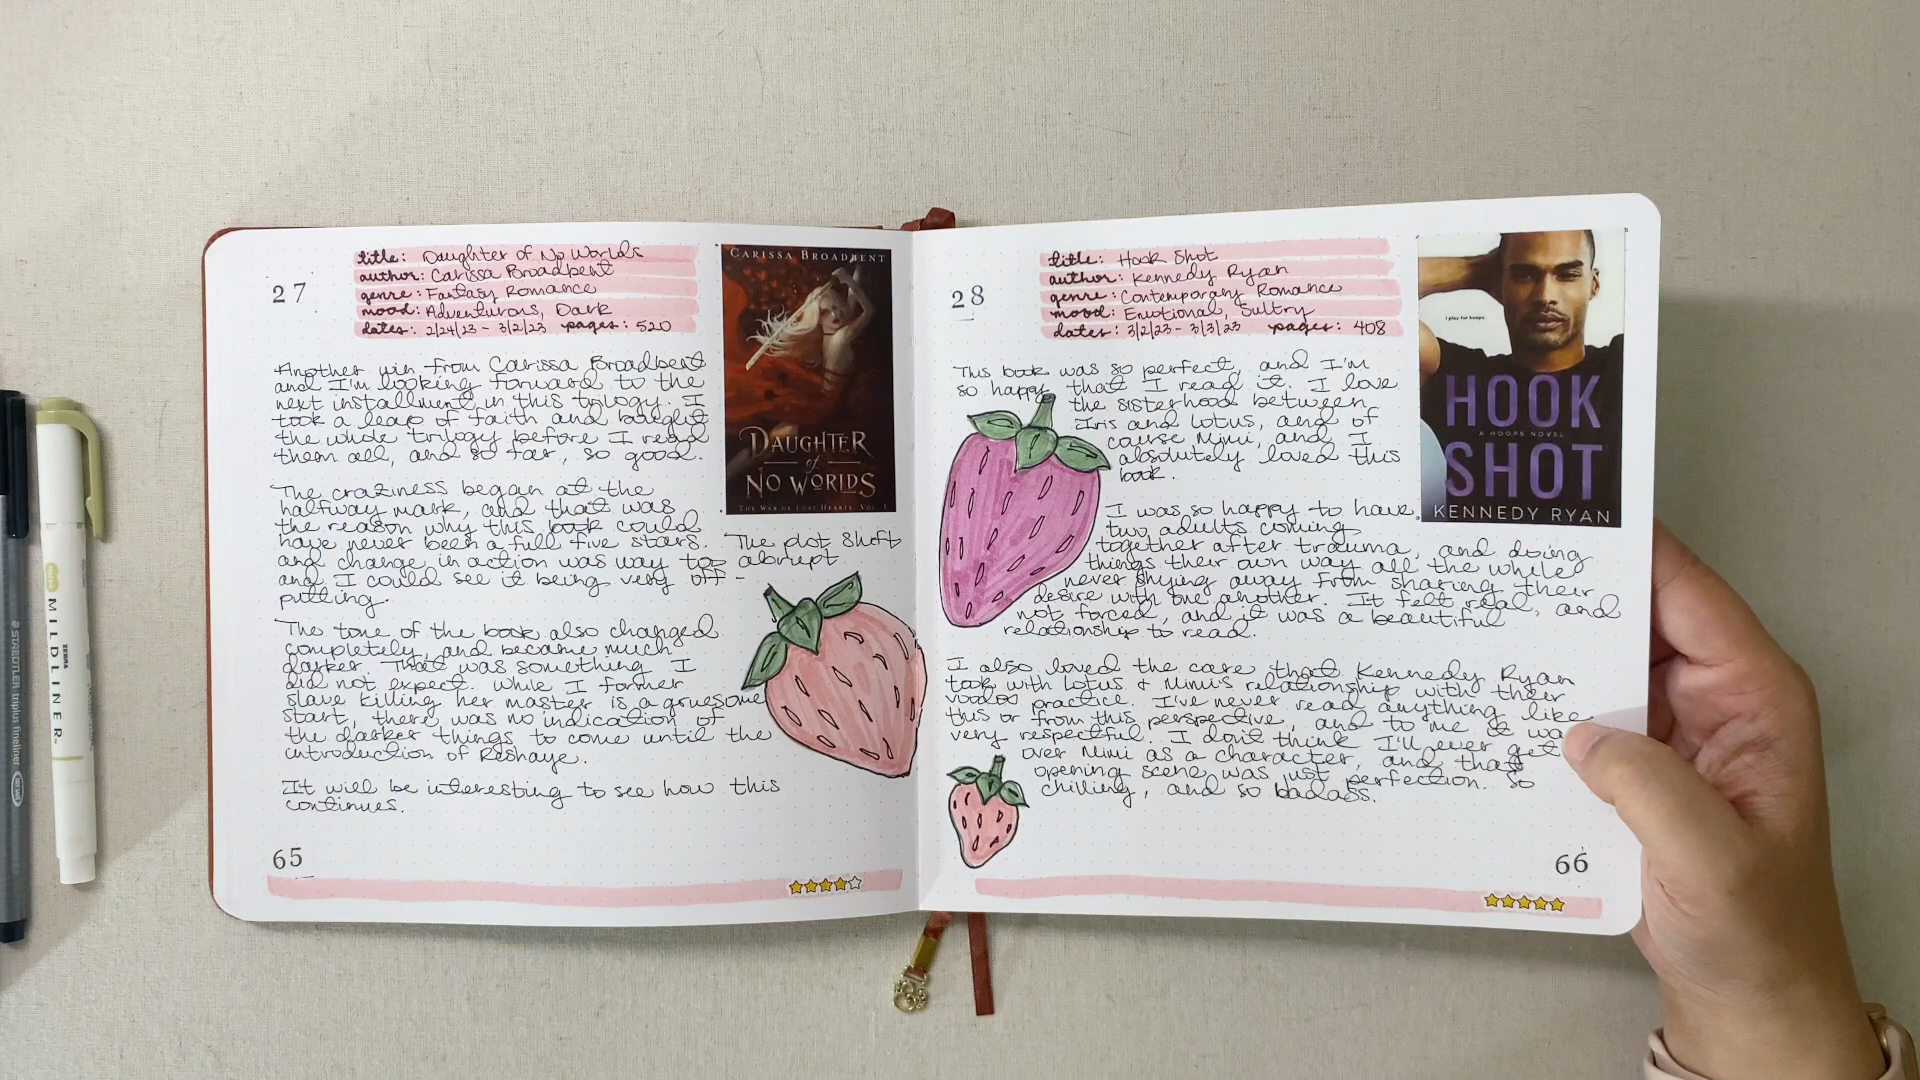 27
title: Daughter of No Worlds
author: Carissa Broadbent
genre: Fantasy Romance
mood: Adventurous, Dark
dates: 2/24/23 - 3/2/23 pages: 520
Another win from Carissa Broadbent
and I'm looking forward to the
next installment in this trilogy. I
took a leap of faith and bought
the whole trilogy before I read
them all, and so far, so good.
The craziness began at the
halfway mark, and that was
the reason why this book could
have never been a full five stars.
The plot shift
and change in action was way too abrupt
and I could see it being very off-
putting.
The tone of the book also changed
completely, and became much
darker. That was something I
did not expect. While I former
slave killing her master is a gruesome
start, there was no indication of
the darker things to come until the
introduction of Reshaye.
It will be interesting to see how this
continues.
65
CARISSA BROADBENT
DAUGHTER
of
NO WORLDS
THE WAR OF LOST HEARTS, VOL. I
28
title: Hook Shot
author: Kennedy Ryan
genre: Contemporary Romance
mood: Emotional, Sultry
dates: 3/2/23 - 3/3/23 pages: 408
This book was so perfect, and I'm
so happy that I read it. I love
the sisterhood between
Iris and Lotus, and of
course Mimi, and I
absolutely loved this
book.
I was so happy to have
two adults coming
together after trauma, and doing
things their own way all the while
never shying away from sharing their
desire with one another. It felt real, and
not forced, and it was a beautiful
relationship to read.
I also loved the care that Kennedy Ryan
took with Lotus & Mimi's relationship with their
voodoo practice. I've never read anything like
this or from this perspective, and to me it was
very respectful. I don't think I'll ever get
over Mimi as a character, and that
opening scene was just perfection. So
chilling, and so badass.
66
I play for keeps.
HOOK
A HOOPS NOVEL
SHOT
KENNEDY RYAN
STAEDTLER triplus fineliner
ZEBRA
MILDLINER™